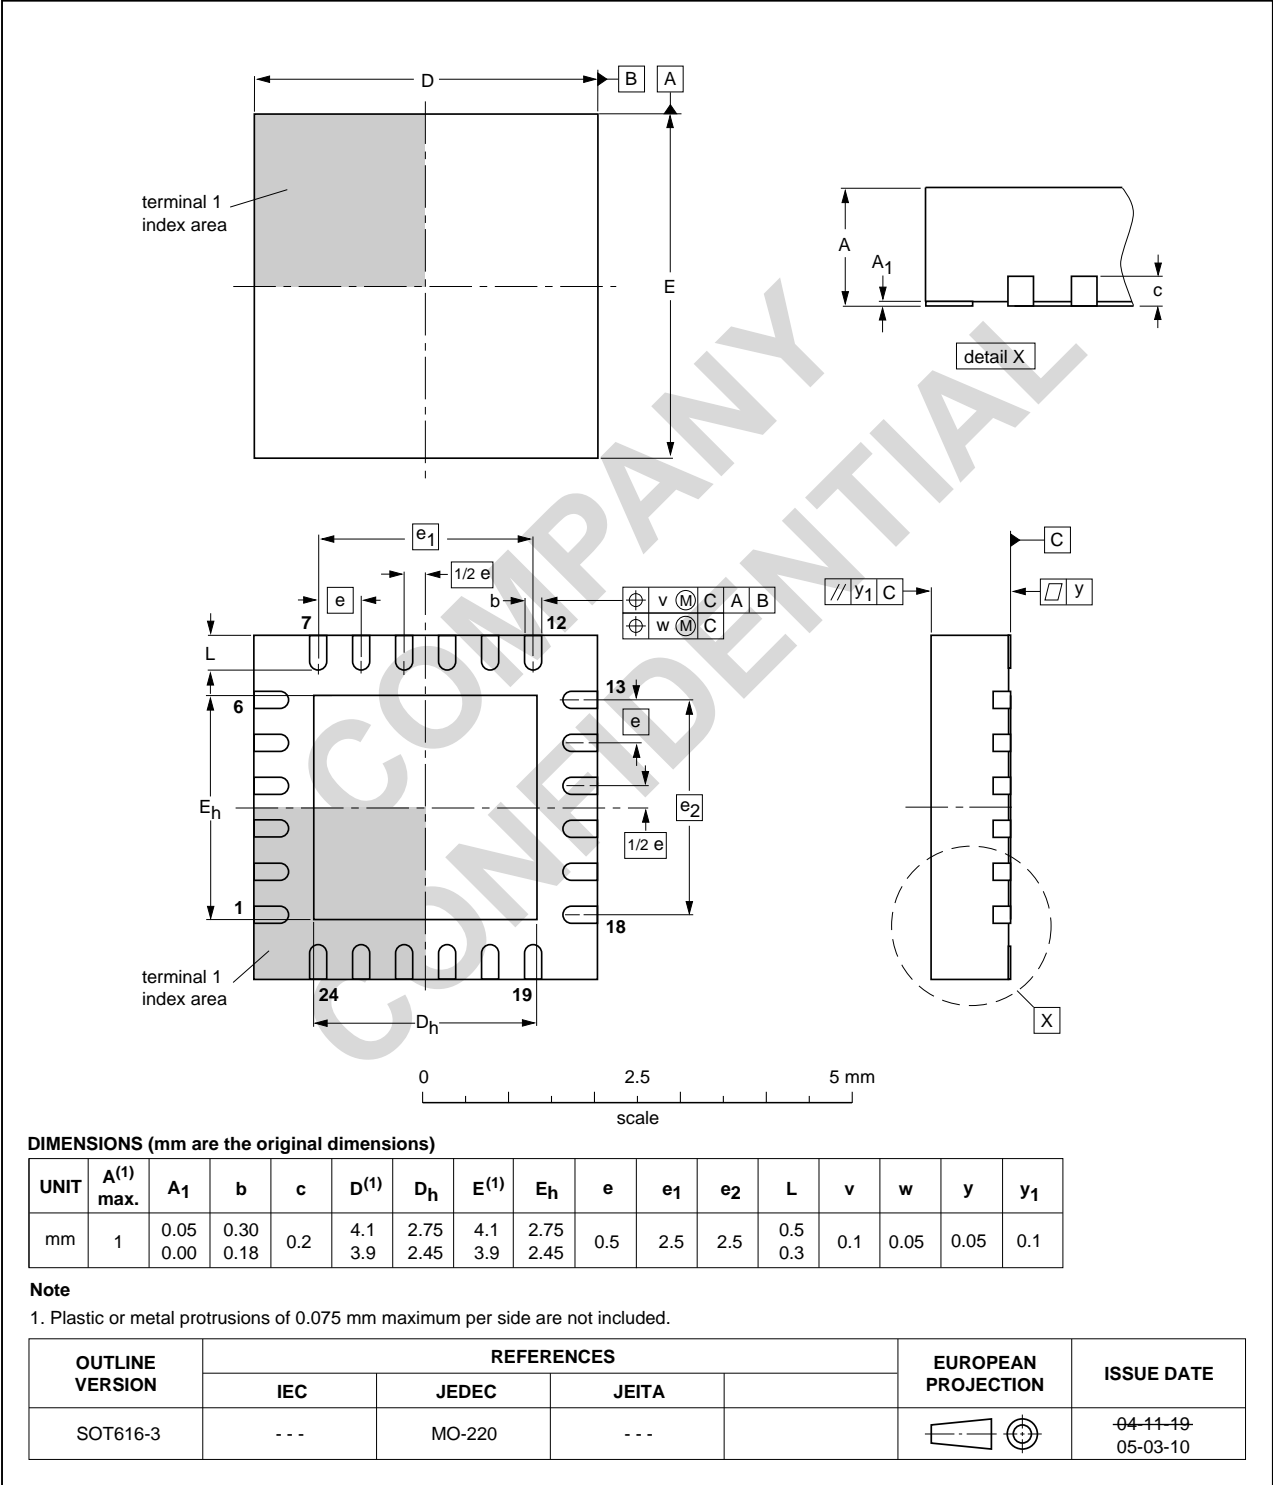 D
B A
terminal 1
index area
E
A
A1
c
detail X
COMPANY
CONFIDENTIAL
e1
1/2 e
e
b
v M C A B
w M C
7
12
L
6
13
e
Eh
e2
1/2 e
1
18
terminal 1
index area
24
19
Dh
C
// y1 C
y
X
0 2.5 5 mm
scale
DIMENSIONS (mm are the original dimensions)
UNIT A(1) max. A1 b c D(1) Dh E(1) Eh e e1 e2 L v w y y1
mm 1 0.05 0.00 0.30 0.18 0.2 4.1 3.9 2.75 2.45 4.1 3.9 2.75 2.45 0.5 2.5 2.5 0.5 0.3 0.1 0.05 0.05 0.1
Note
1. Plastic or metal protrusions of 0.075 mm maximum per side are not included.
OUTLINE VERSION REFERENCES EUROPEAN PROJECTION ISSUE DATE
IEC JEDEC JEITA
SOT616-3 - - - MO-220 - - - 04-11-19
05-03-10